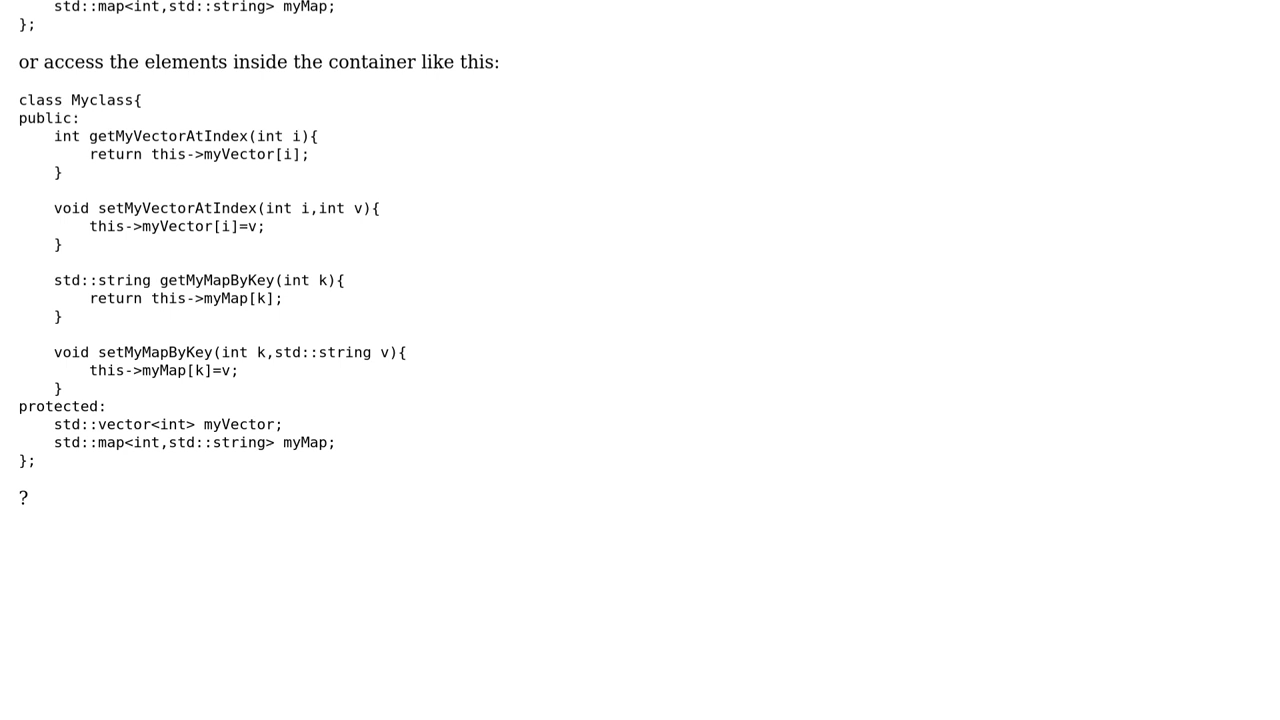 std::map<int,std::string> myMap;
};
or access the elements inside the container like this:
class Myclass{
public:
    int getMyVectorAtIndex(int i){
        return this->myVector[i];
    }
    void setMyVectorAtIndex(int i,int v){
        this->myVector[i]=v;
    }
    std::string getMyMapByKey(int k){
        return this->myMap[k];
    }
    void setMyMapByKey(int k,std::string v){
        this->myMap[k]=v;
    }
protected:
    std::vector<int> myVector;
    std::map<int,std::string> myMap;
};
?